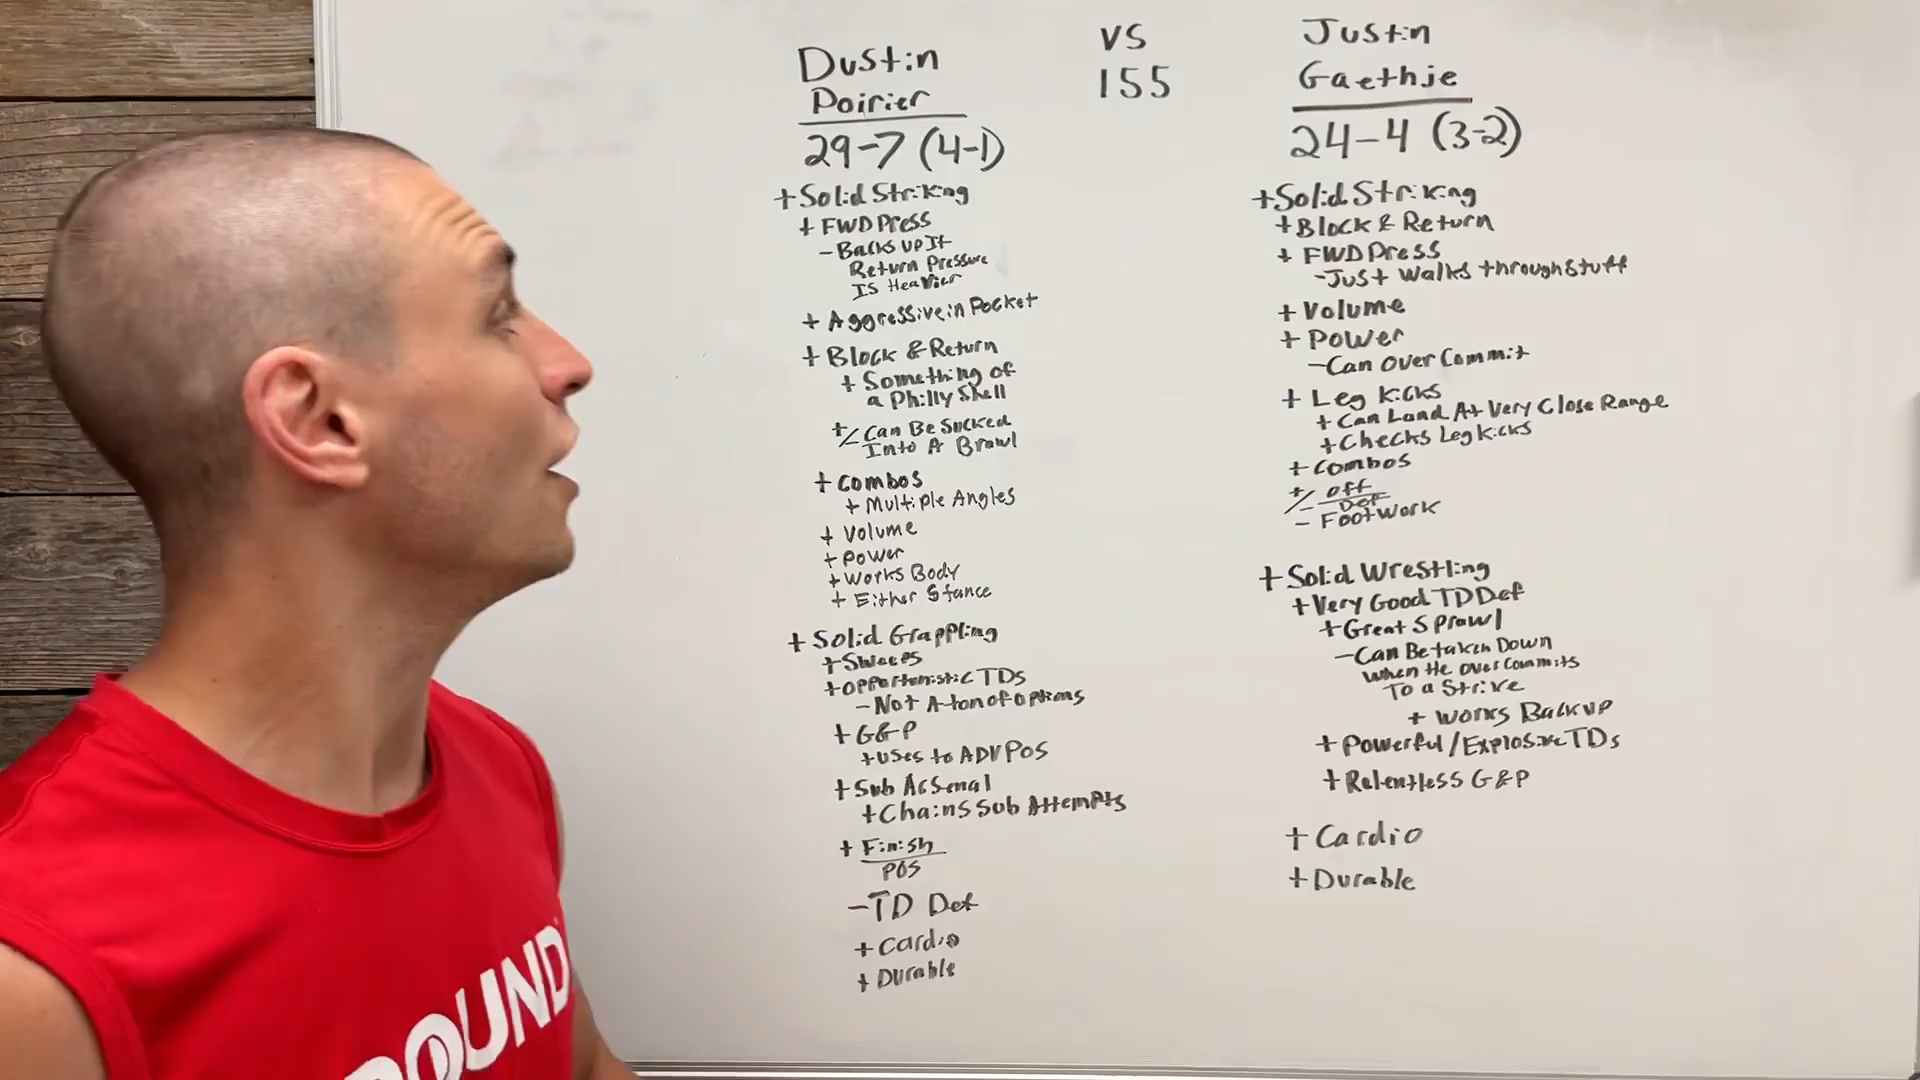 Dustin
Poirier
29-7 (4-1)
+ Solid Striking
+ FWD Press
- Backs up If
Return Pressure
Is Heavier
+ Aggressive in Pocket
+ Block & Return
+ Something of
a Philly Shell
+/- Can Be Sucked
Into A Brawl
+ Combos
+ Multiple Angles
+ Volume
+ Power
+ Works Body
+ Either Stance
+ Solid Grappling
+ Sweeps
+ Opportunistic TDs
- Not A ton of options
+ G&P
+ Uses to ADV Pos
+ Sub Arsenal
+ Chains Sub Attempts
+ Finish
POS
- TD Def
+ Cardio
+ Durable
VS
155
Justin
Gaethje
24-4 (3-2)
+ Solid Striking
+ Block & Return
+ FWD Press
- Just Walks through Stuff
+ Volume
+ Power
- Can Over Commit
+ Leg Kicks
+ Can Land At Very Close Range
+ Checks Leg Kicks
+ Combos
+/- Off
Def
- Footwork
+ Solid Wrestling
+ Very Good TD Def
+ Great Sprawl
- Can Be taken Down
When He Over Commits
To a Strike
+ Works Back up
+ Powerful/Explosive TDs
+ Relentless G&P
+ Cardio
+ Durable
ROUND